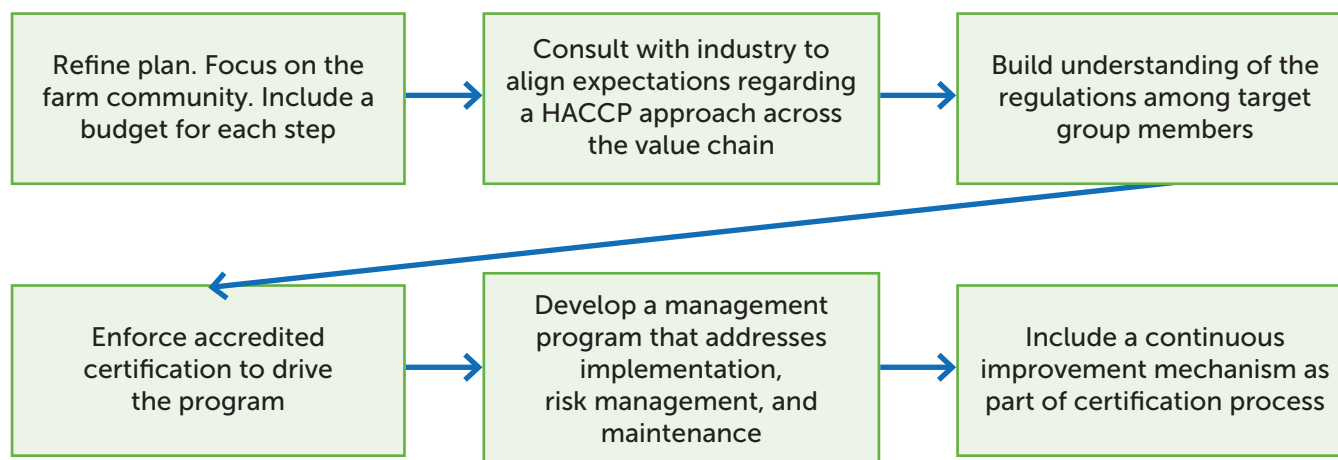 Refine plan. Focus on the
farm community. Include a
budget for each step
Consult with industry to
align expectations regarding
a HACCP approach across
the value chain
Build understanding of the
regulations among target
group members
Enforce accredited
certification to drive
the program
Develop a management
program that addresses
implementation,
risk management, and
maintenance
Include a continuous
improvement mechanism as
part of certification process